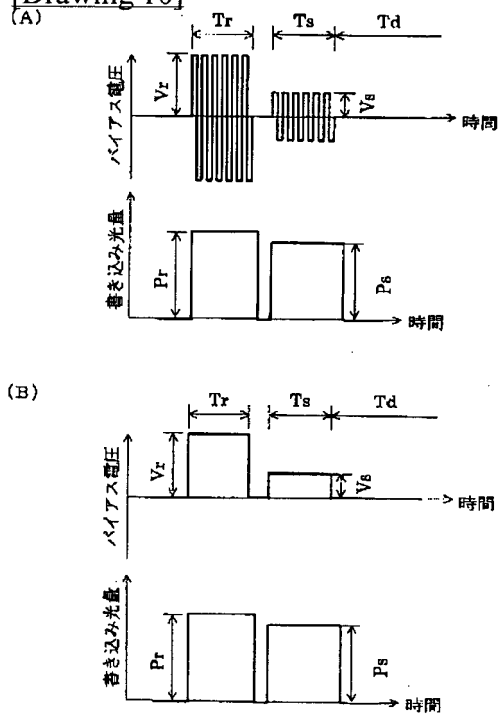 [Drawing 10]
(A)
Tr Ts Td
バイアス電圧
Vr
Vs
時間
書き込み光量
Pr
Ps
時間
(B)
Tr Ts Td
バイアス電圧
Vr
Vs
時間
書き込み光量
Pr
Ps
時間